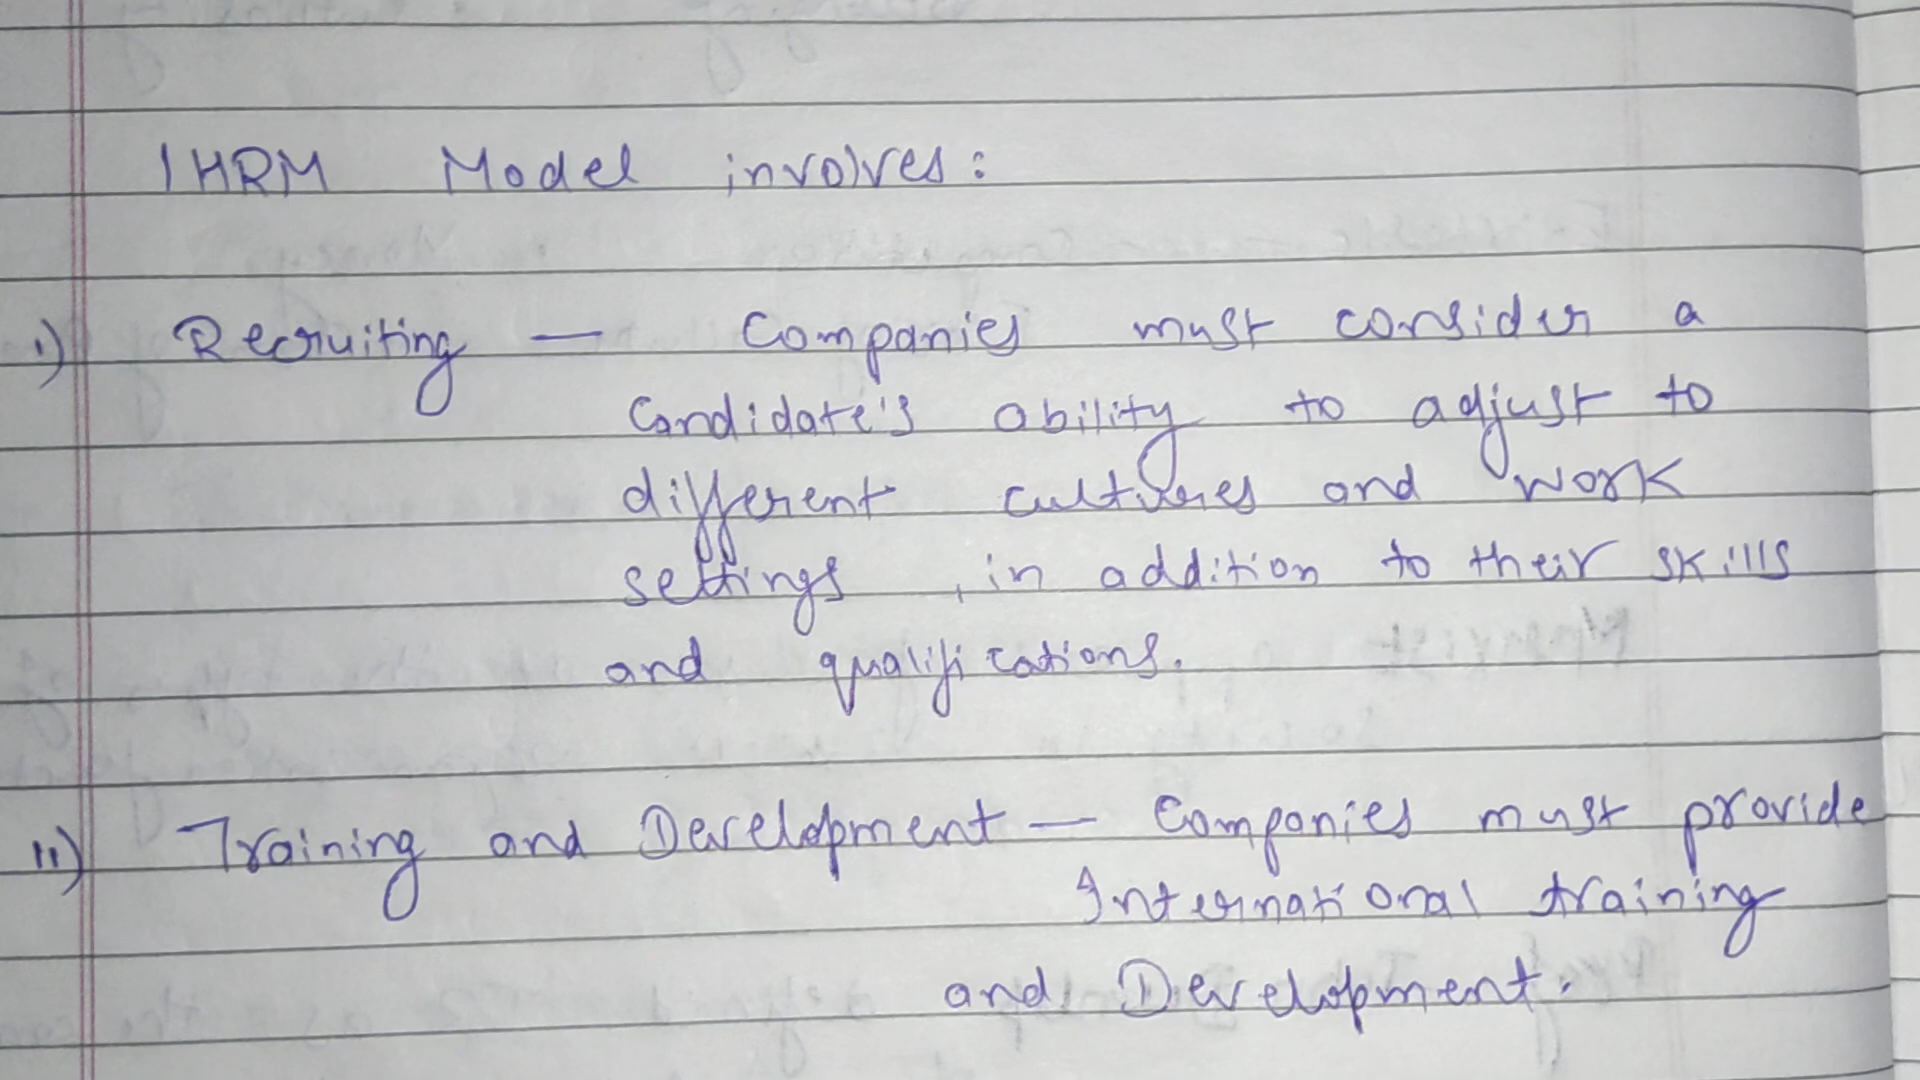 IHRM Model involves:
i) Recruiting — Companies must consider a
candidate's ability to adjust to
different cultures and work
settings , in addition to their skills
and qualifications.
ii) Training and Development — Companies must provide
International training
and Development.